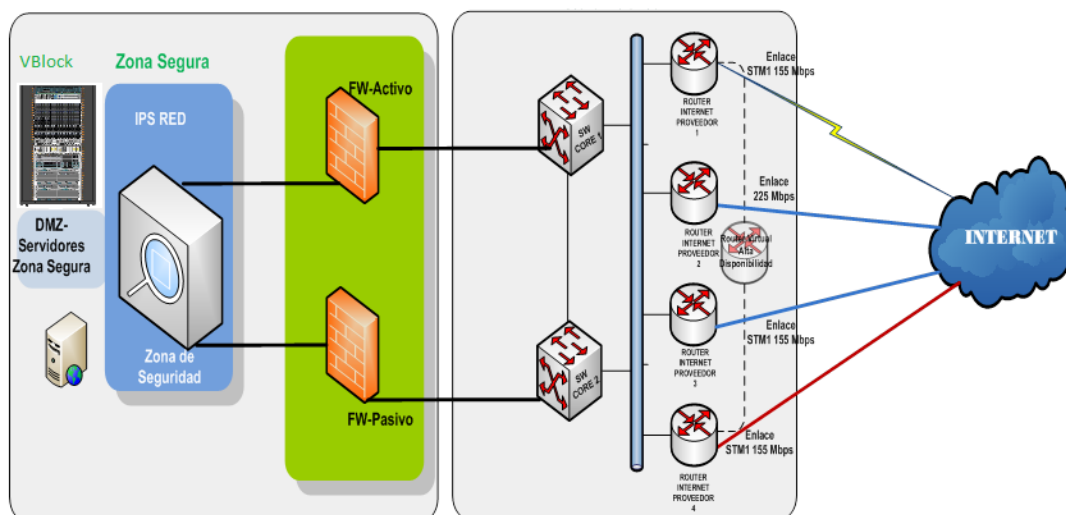 VBlock
Zona Segura
IPS RED
DMZ-
Servidores
Zona Segura
Zona de
Seguridad
FW-Activo
FW-Pasivo
SW
CORE 1
SW
CORE 2
ROUTER
INTERNET
PROVEEDOR
1
ROUTER
INTERNET
PROVEEDOR
2
Router Virtual
Alta
Disponibilidad
ROUTER
INTERNET
PROVEEDOR
3
ROUTER
INTERNET
PROVEEDOR
4
Enlace
STM1 155 Mbps
Enlace
225 Mbps
Enlace
STM1 155 Mbps
Enlace
STM1 155 Mbps
INTERNET